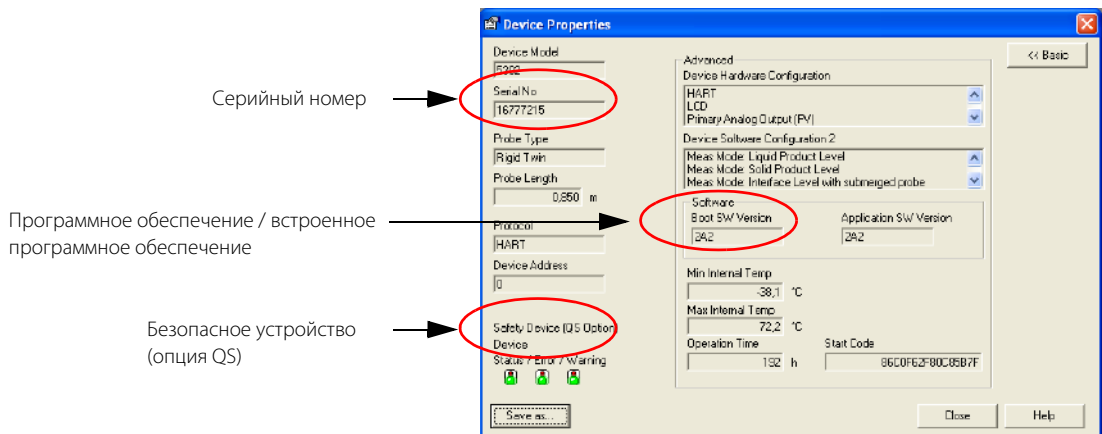 Device Properties
Device Model
5302
<< Basic
Серийный номер
Serial No
16777215
Probe Type
Rigid Twin
Probe Length
0,850 m
Программное обеспечение / встроенное
программное обеспечение
Protocol
HART
Device Address
0
Безопасное устройство
(опция QS)
Safety Device (QS Option)
Device
Status / Error / Warning
Save as...
Advanced
Device Hardware Configuration
HART
LCD
Primary Analog Output (PV)
Device Software Configuration 2
Meas Mode: Liquid Product Level
Meas Mode: Solid Product Level
Meas Mode: Interface Level with submerged probe
Software
Boot SW Version
Application SW Version
2A2
2A2
Min Internal Temp
-38,1 °C
Max Internal Temp
72,2 °C
Operation Time
Start Code
192 h
86C0F62F80C85B7F
Close
Help